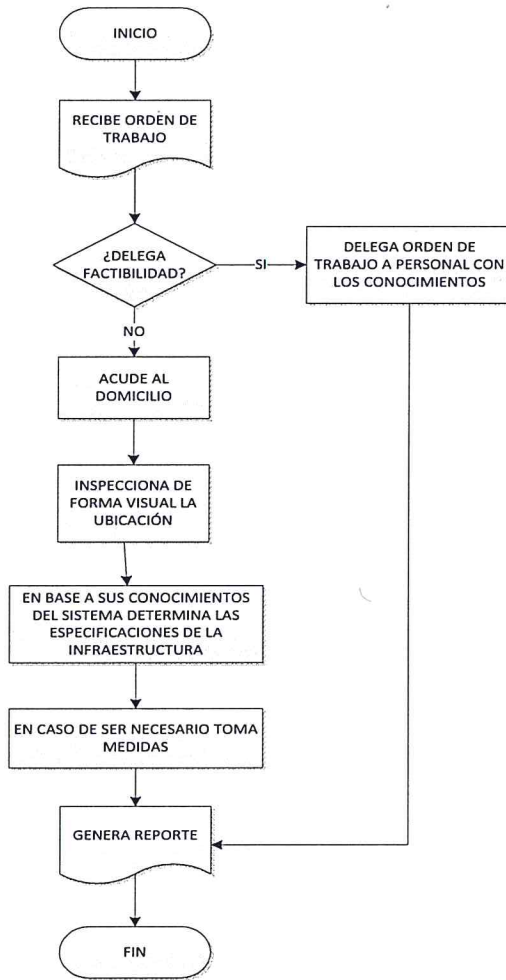 INICIO
RECIBE ORDEN DE
TRABAJO
¿DELEGA
FACTIBILIDAD?
SI
DELEGA ORDEN DE
TRABAJO A PERSONAL CON
LOS CONOCIMIENTOS
NO
ACUDE AL
DOMICILIO
INSPECCIONA DE
FORMA VISUAL LA
UBICACIÓN
EN BASE A SUS CONOCIMIENTOS
DEL SISTEMA DETERMINA LAS
ESPECIFICACIONES DE LA
INFRAESTRUCTURA
EN CASO DE SER NECESARIO TOMA
MEDIDAS
GENERA REPORTE
FIN